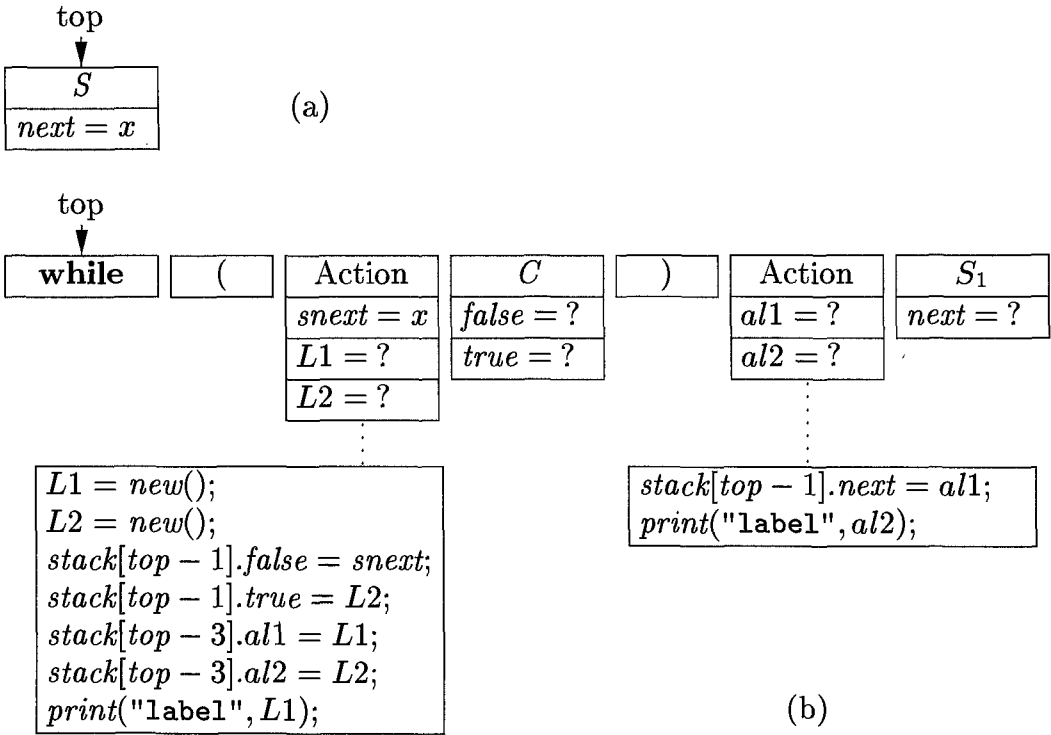 top
S
next = x
(a)
top
while ( Action C ) Action S₁
snext = x false = ? al1 = ? next = ?
L1 = ? true = ? al2 = ?
L2 = ?
L1 = new();
L2 = new();
stack[top − 1].false = snext;
stack[top − 1].true = L2;
stack[top − 3].al1 = L1;
stack[top − 3].al2 = L2;
print("label", L1);
stack[top − 1].next = al1;
print("label", al2);
(b)